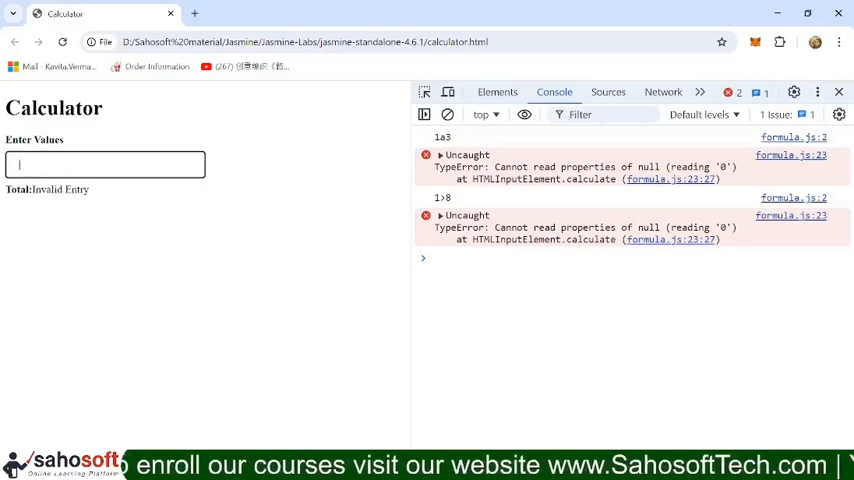 Calculator
File
D:/Sahosoft%20material/Jasmine/Jasmine-Labs/jasmine-standalone-4.6.1/calculator.html
Mail - Kavita.Verma...
Order Information
(267)
Calculator
Enter Values
Total:Invalid Entry
Elements
Console
Sources
Network
2
1
top
Filter
Default levels
1 Issue:
1
1a3
formula.js:2
Uncaught
formula.js:23
TypeError: Cannot read properties of null (reading '0')
at HTMLInputElement.calculate (formula.js:23:27)
1>8
formula.js:2
Uncaught
formula.js:23
TypeError: Cannot read properties of null (reading '0')
at HTMLInputElement.calculate (formula.js:23:27)
sahosoft
Online Learning Platform
o enroll our courses visit our website www.SahosoftTech.com | Y